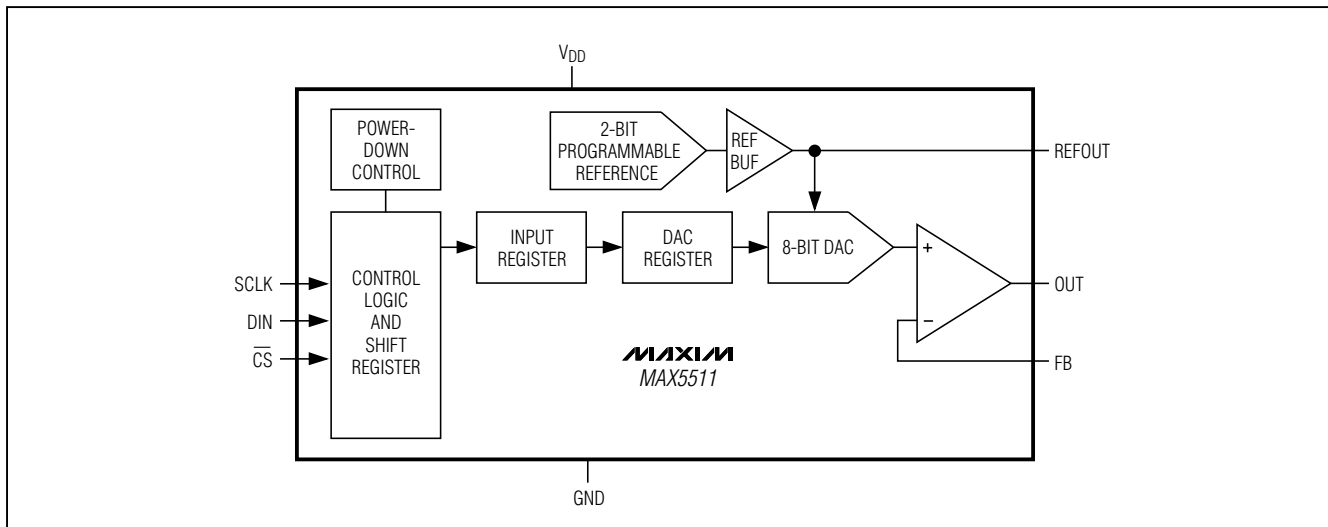 VDD
POWER-
DOWN
CONTROL
2-BIT
PROGRAMMABLE
REFERENCE
REF
BUF
REFOUT
INPUT
REGISTER
DAC
REGISTER
8-BIT DAC
+
−
OUT
FB
SCLK
DIN
C̅S̅
CONTROL
LOGIC
AND
SHIFT
REGISTER
MAXIM
MAX5511
GND